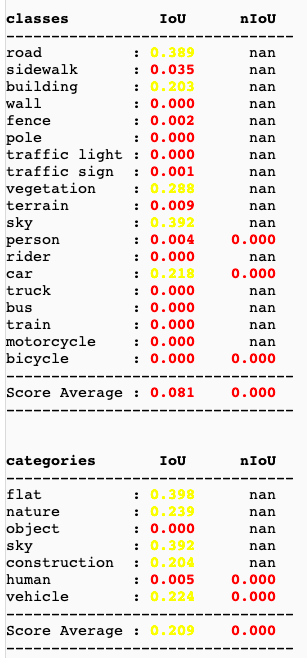 classes IoU nIoU
--------------------------------
road : 0.389 nan
sidewalk : 0.035 nan
building : 0.203 nan
wall : 0.000 nan
fence : 0.002 nan
pole : 0.000 nan
traffic light : 0.000 nan
traffic sign : 0.001 nan
vegetation : 0.288 nan
terrain : 0.009 nan
sky : 0.392 nan
person : 0.004 0.000
rider : 0.000 nan
car : 0.218 0.000
truck : 0.000 nan
bus : 0.000 nan
train : 0.000 nan
motorcycle : 0.000 nan
bicycle : 0.000 0.000
--------------------------------
Score Average : 0.081 0.000
--------------------------------
categories IoU nIoU
--------------------------------
flat : 0.398 nan
nature : 0.239 nan
object : 0.000 nan
sky : 0.392 nan
construction : 0.204 nan
human : 0.005 0.000
vehicle : 0.224 0.000
--------------------------------
Score Average : 0.209 0.000
--------------------------------